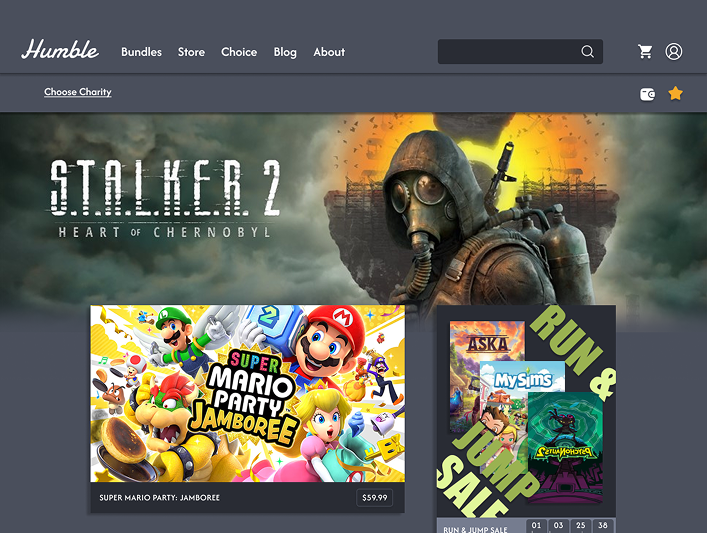 Humble
Bundles
Store
Choice
Blog
About
Choose Charity
S.T.A.L.K.E.R. 2
HEART OF CHERNOBYL
2
M
SUPER
MARIO
PARTY
JAMBOREE
SUPER MARIO PARTY: JAMBOREE
$59.99
RUN &
ASKA
MySims
JUMP
SALE
RUN & JUMP SALE
01
03
25
38